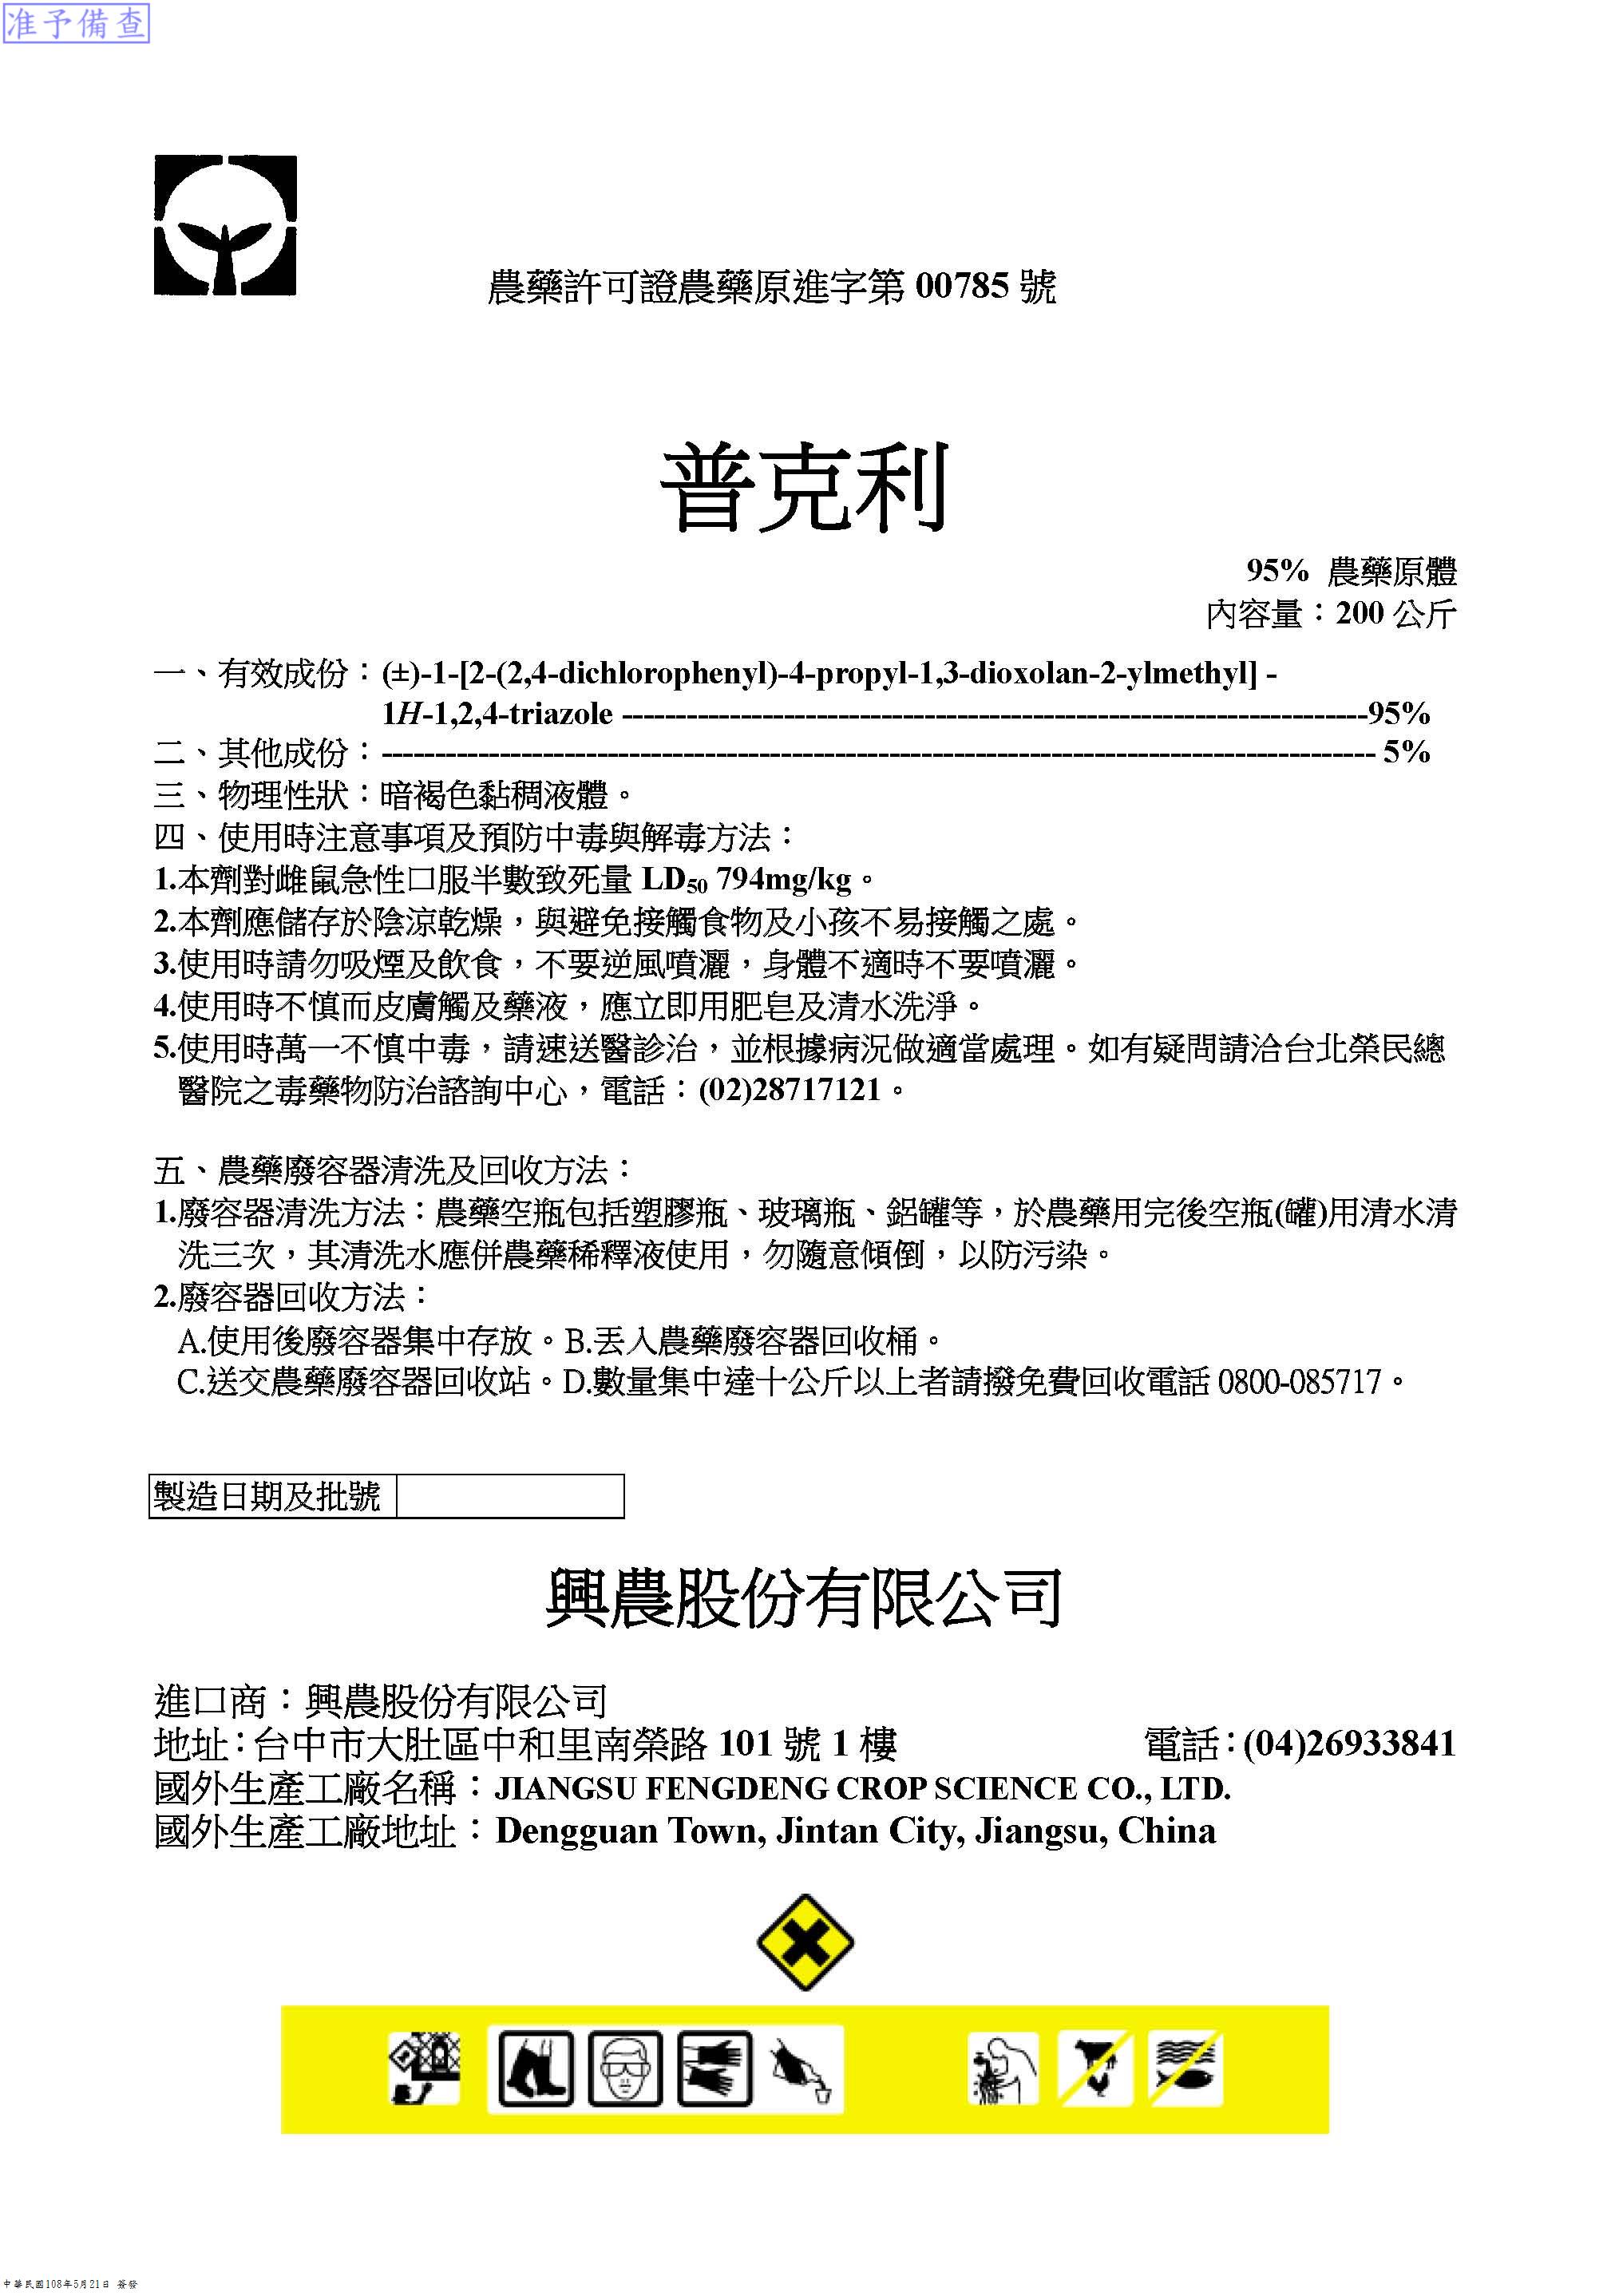 准予備查
農藥許可證農藥原進字第 00785 號
普克利
95% 農藥原體
內容量：200 公斤
一、有效成份：(±)-1-[2-(2,4-dichlorophenyl)-4-propyl-1,3-dioxolan-2-ylmethyl] -
1H-1,2,4-triazole ----------------------------------------------------------------------95%
二、其他成份：--------------------------------------------------------------------------------------------- 5%
三、物理性狀：暗褐色黏稠液體。
四、使用時注意事項及預防中毒與解毒方法：
1.本劑對雌鼠急性口服半數致死量 LD50 794mg/kg。
2.本劑應儲存於陰涼乾燥，與避免接觸食物及小孩不易接觸之處。
3.使用時請勿吸煙及飲食，不要逆風噴灑，身體不適時不要噴灑。
4.使用時不慎而皮膚觸及藥液，應立即用肥皂及清水洗淨。
5.使用時萬一不慎中毒，請速送醫診治，並根據病況做適當處理。如有疑問請洽台北榮民總
醫院之毒藥物防治諮詢中心，電話：(02)28717121。
五、農藥廢容器清洗及回收方法：
1.廢容器清洗方法：農藥空瓶包括塑膠瓶、玻璃瓶、鋁罐等，於農藥用完後空瓶(罐)用清水清
洗三次，其清洗水應併農藥稀釋液使用，勿隨意傾倒，以防污染。
2.廢容器回收方法：
A.使用後廢容器集中存放。B.丟入農藥廢容器回收桶。
C.送交農藥廢容器回收站。D.數量集中達十公斤以上者請撥免費回收電話 0800-085717。
製造日期及批號
興農股份有限公司
進口商：興農股份有限公司
地址：台中市大肚區中和里南榮路 101 號 1 樓 電話：(04)26933841
國外生產工廠名稱：JIANGSU FENGDENG CROP SCIENCE CO., LTD.
國外生產工廠地址：Dengguan Town, Jintan City, Jiangsu, China
中華民國108年5月21日 簽發